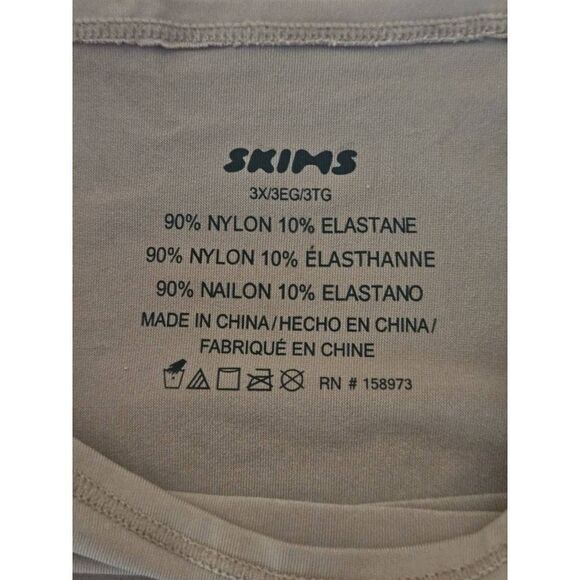 SKIMS
3X/3EG/3TG
90% NYLON 10% ELASTANE
90% NYLON 10% ÉLASTHANNE
90% NAILON 10% ELASTANO
MADE IN CHINA/HECHO EN CHINA/
FABRIQUÉ EN CHINE
RN # 158973